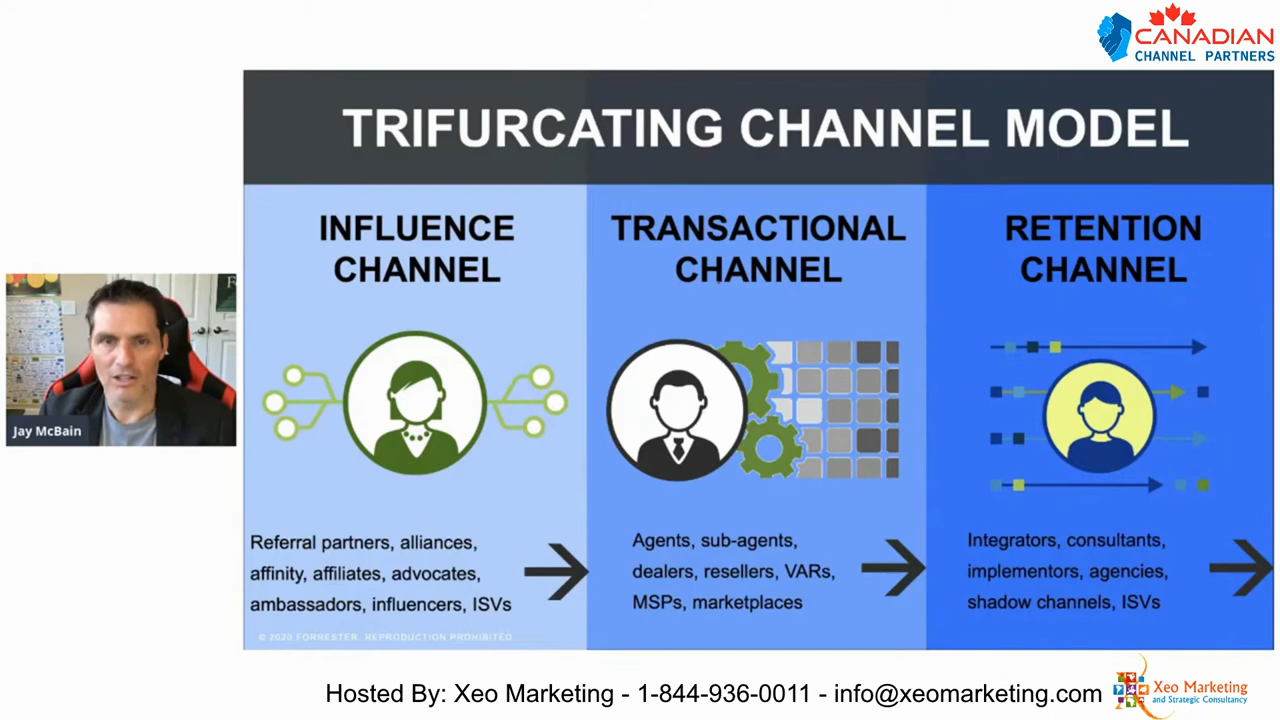 CANADIAN
CHANNEL PARTNERS
TRIFURCATING CHANNEL MODEL
INFLUENCE
CHANNEL
TRANSACTIONAL
CHANNEL
RETENTION
CHANNEL
Jay McBain
Referral partners, alliances,
affinity, affiliates, advocates,
ambassadors, influencers, ISVs
Agents, sub-agents,
dealers, resellers, VARs,
MSPs, marketplaces
Integrators, consultants,
implementors, agencies,
shadow channels, ISVs
© 2020 FORRESTER. REPRODUCTION PROHIBITED
Hosted By: Xeo Marketing - 1-844-936-0011 - info@xeomarketing.com
Xeo Marketing
and Strategic Consultancy